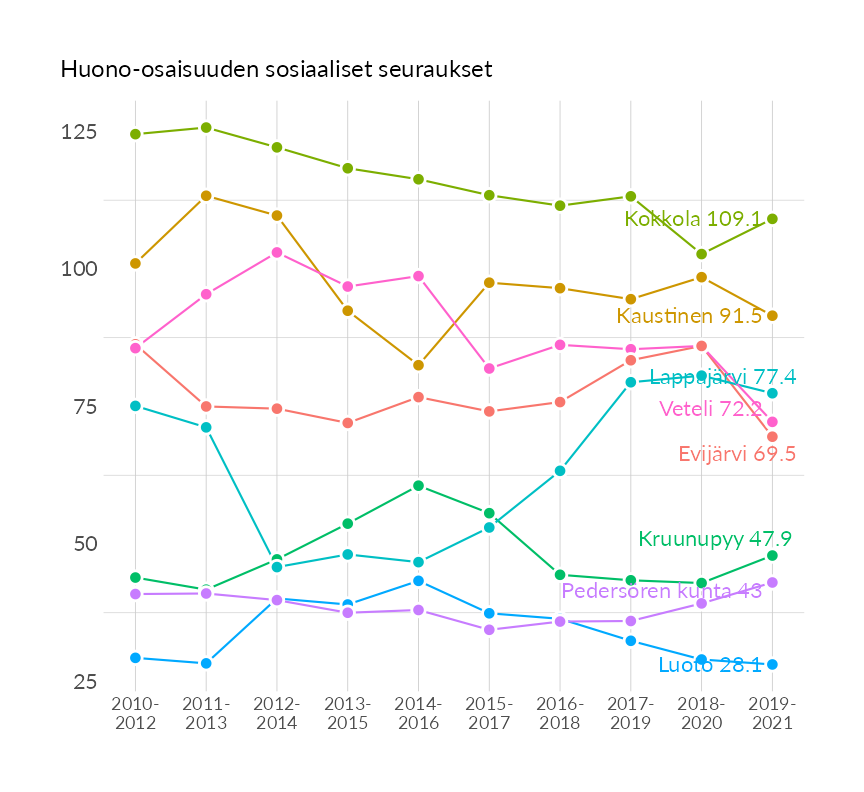 Huono-osaisuuden sosiaaliset seuraukset
125
100
75
50
25
Kokkola 109.1
Kaustinen 91.5
Lappajärvi 77.4
Veteli 72.2
Evijärvi 69.5
Kruunupyy 47.9
Pedersören kunta 43
Luoto 28.1
2010-
2012
2011-
2013
2012-
2014
2013-
2015
2014-
2016
2015-
2017
2016-
2018
2017-
2019
2018-
2020
2019-
2021